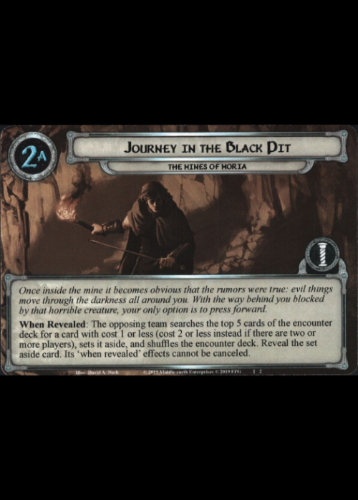 2A
JOURNEY IN THE BLACK PIT
THE MINES OF MORIA
Once inside the mine it becomes obvious that the rumors were true: evil things
move through the darkness all around you. With the way behind you blocked
by that horrible creature, your only option is to press forward.
When Revealed: The opposing team searches the top 5 cards of the encounter
deck for a card with cost 1 or less (cost 2 or less instead if there are two or
more players), sets it aside, and shuffles the encounter deck. Reveal the set
aside card. Its 'when revealed' effects cannot be canceled.